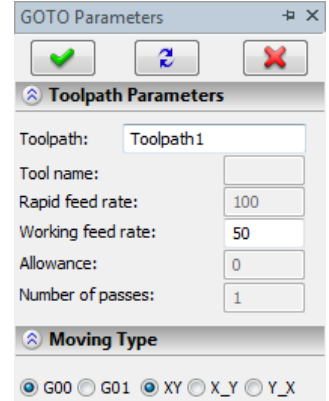 GOTO Parameters
Toolpath Parameters
Toolpath: Toolpath1
Tool name:
Rapid feed rate: 100
Working feed rate: 50
Allowance: 0
Number of passes: 1
Moving Type
G00 G01 XY X_Y Y_X